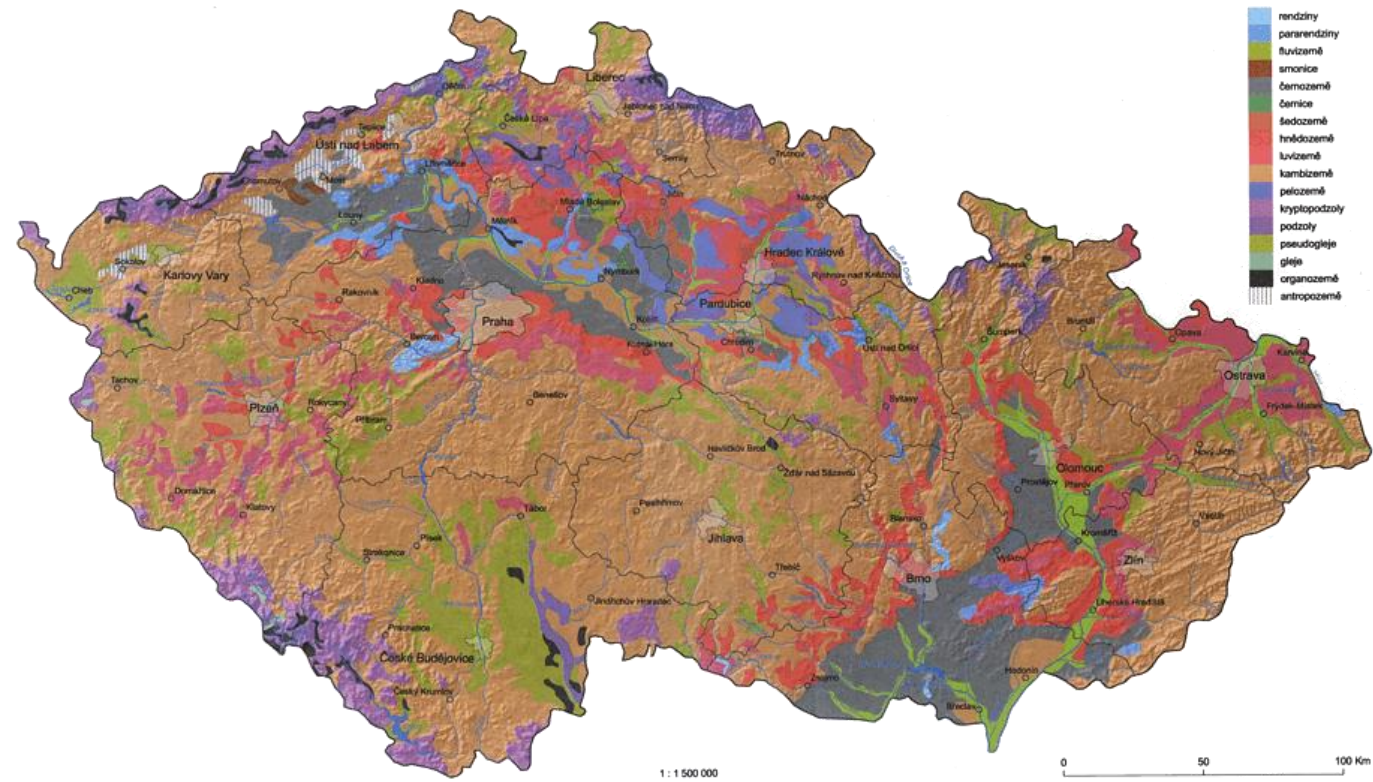 rendziny
pararendziny
fluvizemě
smonice
černozemě
černice
šedozemě
hnědozemě
luvizemě
kambizemě
pelozemě
kryptopodzoly
podzoly
pseudogleje
gleje
organozemě
antropozemě
Liberec
Jablonec nad Nisou
Děčín
Česká Lípa
Teplice
Ústí nad Labem
Semily
Trutnov
Litoměřice
Chomutov
Most
Louny
Mladá Boleslav
Jičín
Náchod
Mělník
Hradec Králové
Sokolov
Karlovy Vary
Cheb
Kladno
Rakovník
Nymburk
Rychnov nad Kněžnou
Jeseník
Praha
Pardubice
Kolín
Beroun
Kutná Hora
Chrudim
Ústí nad Orlicí
Šumperk
Bruntál
Opava
Karviná
Ostrava
Tachov
Plzeň
Rokycany
Příbram
Benešov
Svitavy
Frýdek-Místek
Havlíčkův Brod
Žďár nad Sázavou
Olomouc
Nový Jičín
Přerov
Prostějov
Domažlice
Klatovy
Tábor
Pelhřimov
Jihlava
Blansko
Kroměříž
Vsetín
Písek
Strakonice
Třebíč
Vyškov
Zlín
Brno
Jindřichův Hradec
Uherské Hradiště
Prachatice
České Budějovice
Český Krumlov
Znojmo
Hodonín
Břeclav
1 : 1 500 000
0 50 100 Km